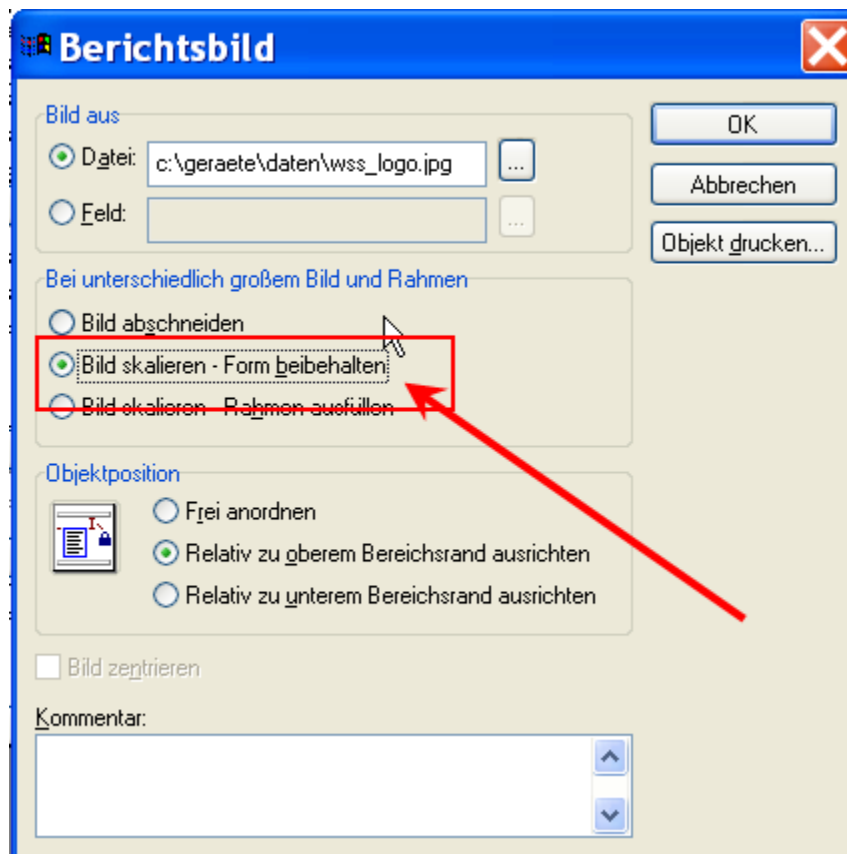 Berichtsbild
Bild aus
Datei: c:\geraete\daten\wss_logo.jpg ...
OK
Abbrechen
Feld: ...
Objekt drucken...
Bei unterschiedlich großem Bild und Rahmen
Bild abschneiden
Bild skalieren - Form beibehalten
Bild skalieren - Rahmen ausfüllen
Objektposition
Frei anordnen
Relativ zu oberem Bereichsrand ausrichten
Relativ zu unterem Bereichsrand ausrichten
Bild zentrieren
Kommentar: